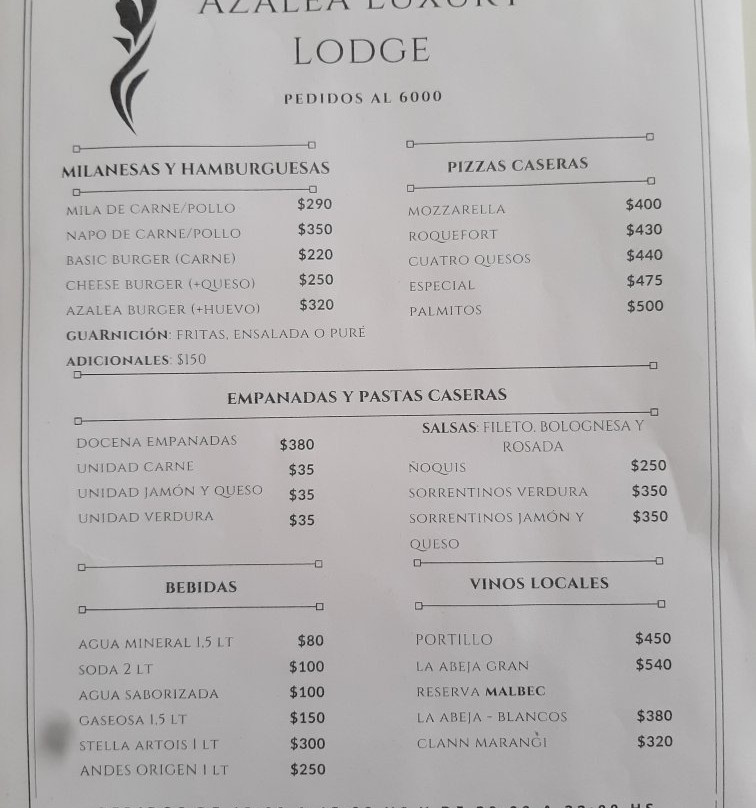 AZALEA LUXURY
LODGE
PEDIDOS AL 6000
MILANESAS Y HAMBURGUESAS
MILA DE CARNE/POLLO $290
NAPO DE CARNE/POLLO $350
BASIC BURGER (CARNE) $220
CHEESE BURGER (+QUESO) $250
AZALEA BURGER (+HUEVO) $320
GUARNICIÓN: FRITAS, ENSALADA O PURÉ
ADICIONALES: $150
PIZZAS CASERAS
MOZZARELLA $400
ROQUEFORT $430
CUATRO QUESOS $440
ESPECIAL $475
PALMITOS $500
EMPANADAS Y PASTAS CASERAS
DOCENA EMPANADAS $380
UNIDAD CARNE $35
UNIDAD JAMÓN Y QUESO $35
UNIDAD VERDURA $35
SALSAS: FILETO, BOLOGNESA Y
ROSADA
ÑOQUIS $250
SORRENTINOS VERDURA $350
SORRENTINOS JAMÓN Y $350
QUESO
BEBIDAS
AGUA MINERAL 1,5 LT $80
SODA 2 LT $100
AGUA SABORIZADA $100
GASEOSA 1,5 LT $150
STELLA ARTOIS 1 LT $300
ANDES ORIGEN 1 LT $250
VINOS LOCALES
PORTILLO $450
LA ABEJA GRAN $540
RESERVA MALBEC
LA ABEJA - BLANCOS $380
CLANN MARANGI $320